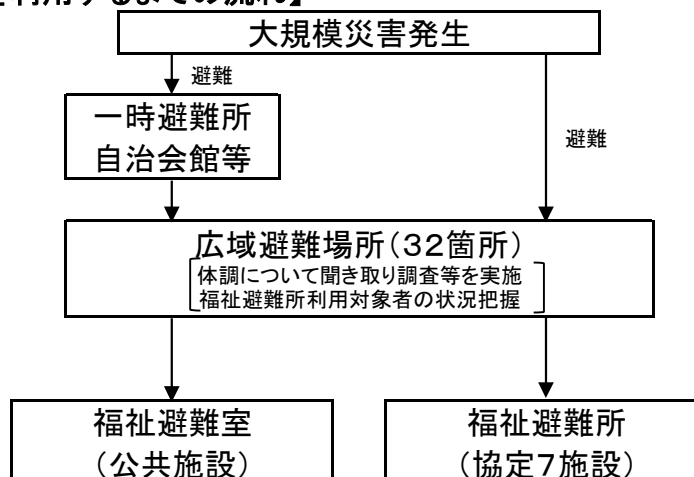 利用するまでの流れ】
大規模災害発生
避難
一時避難所
自治会館等
避難
広域避難場所(32箇所)
体調について聞き取り調査等を実施
福祉避難所利用対象者の状況把握
福祉避難室
(公共施設)
福祉避難所
(協定7施設)